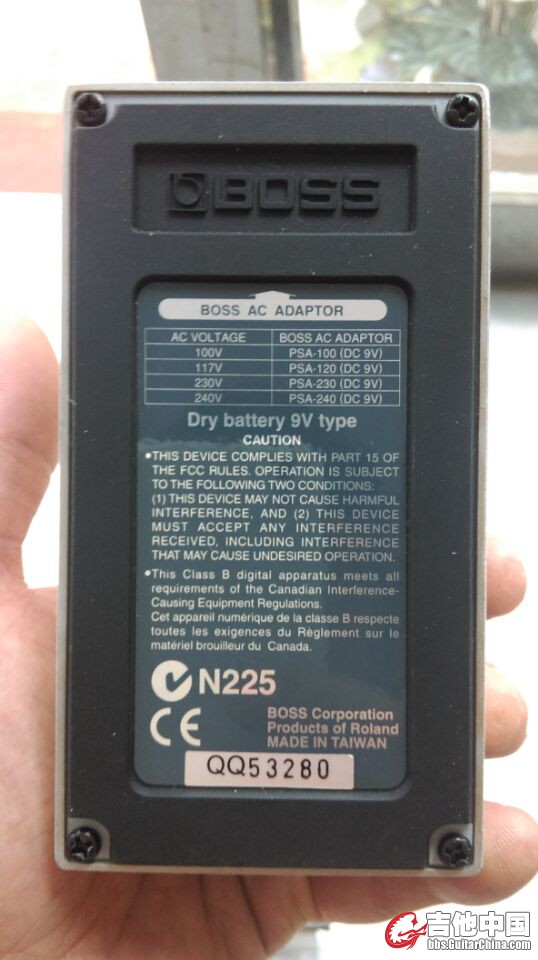 BOSS
BOSS AC ADAPTOR
AC VOLTAGE BOSS AC ADAPTOR
100V PSA-100 (DC 9V)
117V PSA-120 (DC 9V)
230V PSA-230 (DC 9V)
240V PSA-240 (DC 9V)
Dry battery 9V type
CAUTION
•THIS DEVICE COMPLIES WITH PART 15 OF
THE FCC RULES. OPERATION IS SUBJECT
TO THE FOLLOWING TWO CONDITIONS:
(1) THIS DEVICE MAY NOT CAUSE HARMFUL
INTERFERENCE, AND (2) THIS DEVICE
MUST ACCEPT ANY INTERFERENCE
RECEIVED, INCLUDING INTERFERENCE
THAT MAY CAUSE UNDESIRED OPERATION.
•This Class B digital apparatus meets all
requirements of the Canadian Interference-
Causing Equipment Regulations.
Cet appareil numérique de la classe B respecte
toutes les exigences du Règlement sur le
matériel brouilleur du Canada.
N225
CE
BOSS Corporation
Products of Roland
MADE IN TAIWAN
QQ53280
吉他中国
bbs.GuitarChina.com